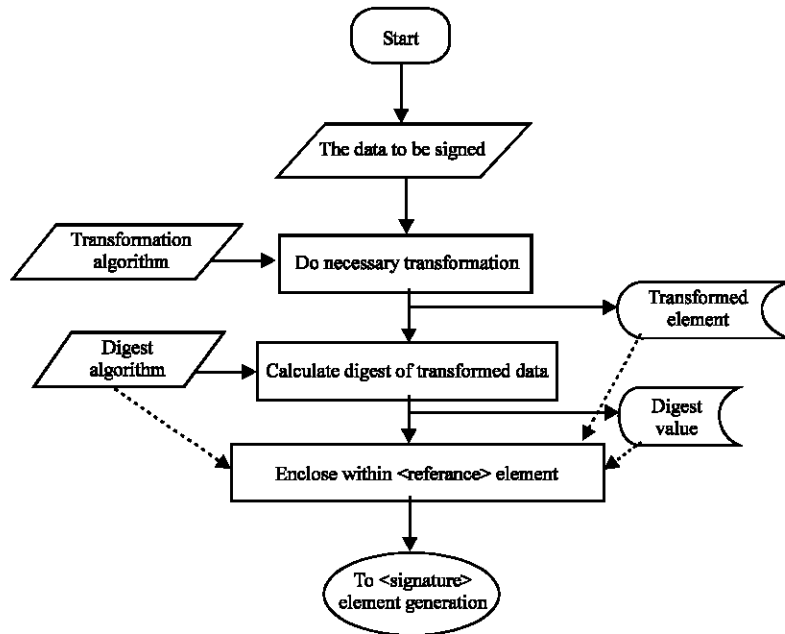 Start
The data to be signed
Transformation
algorithm
Do necessary transformation
Transformed
element
Digest
algorithm
Calculate digest of transformed data
Digest
value
Enclose within <referance> element
To <signature>
element generation